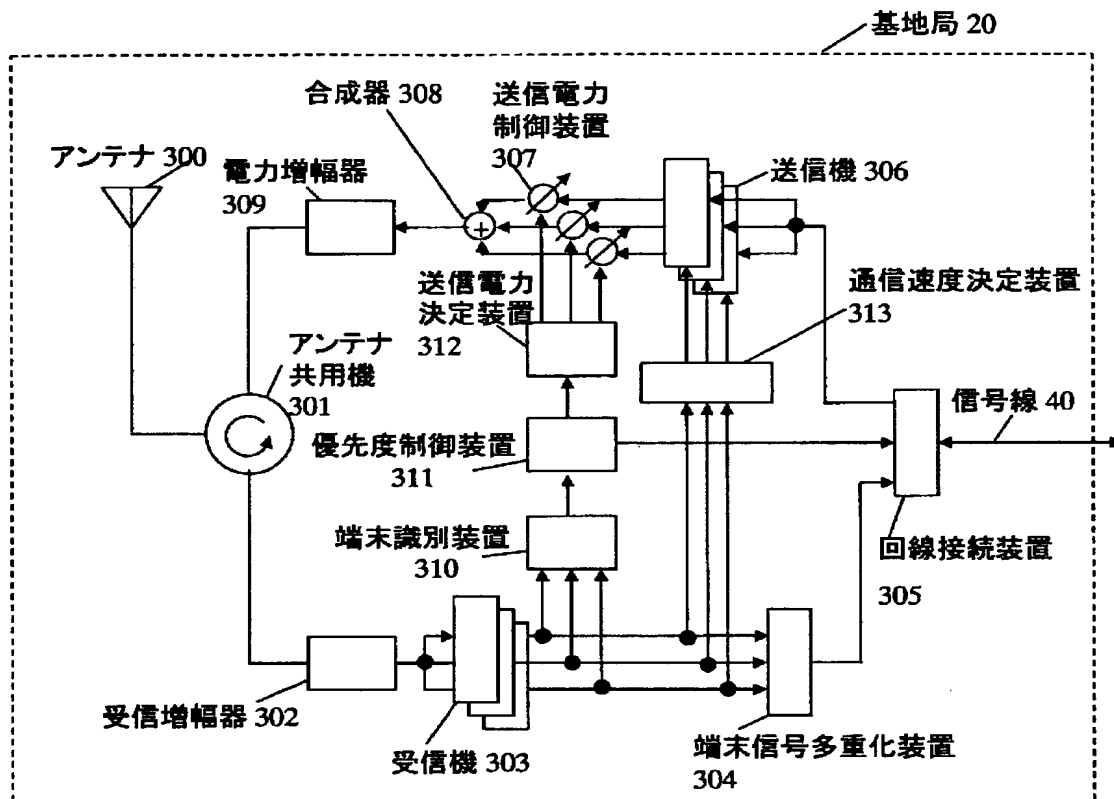 基地局 20
合成器 308
送信電力
制御装置
307
アンテナ 300
電力増幅器
309
送信機 306
送信電力
決定装置
312
通信速度決定装置
313
アンテナ
共用機
301
信号線 40
優先度制御装置
311
端末識別装置
310
回線接続装置
305
受信増幅器 302
受信機 303
端末信号多重化装置
304